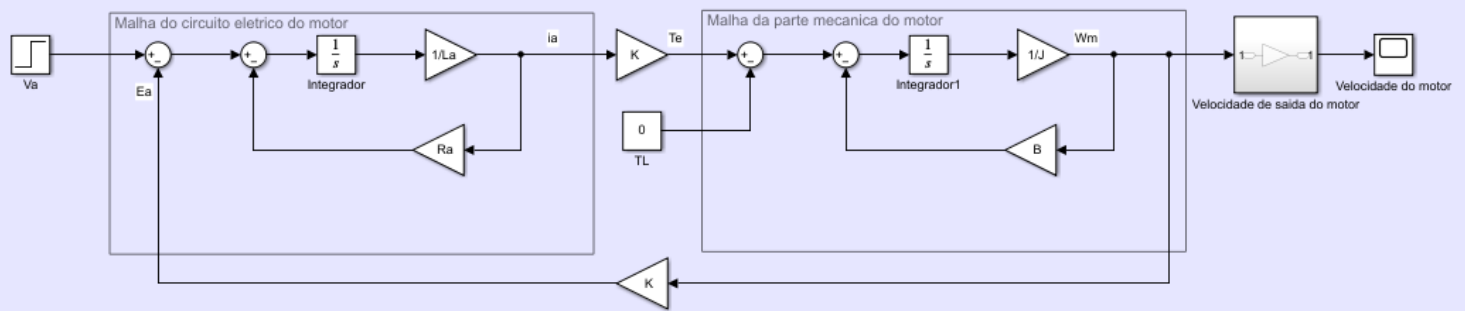 Malha do circuito eletrico do motor
Malha da parte mecanica do motor
Va
Ea
+
−
+
−
1
s
Integrador
1/La
ia
Ra
K
Te
0
TL
+
−
+
−
1
s
Integrador1
1/J
Wm
B
1
1
Velocidade de saida do motor
Velocidade do motor
K